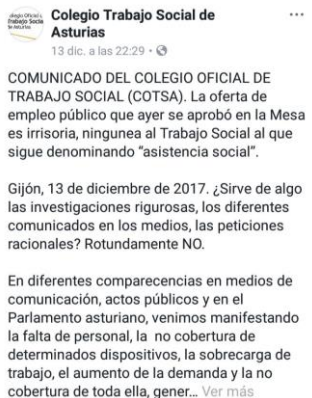 Colegio Trabajo Social de
Asturias
13 dic. a las 22:29 •
COMUNICADO DEL COLEGIO OFICIAL DE
TRABAJO SOCIAL (COTSA). La oferta de
empleo público que ayer se aprobó en la Mesa
es irrisoria, ningunea al Trabajo Social al que
sigue denominando “asistencia social”.
Gijón, 13 de diciembre de 2017. ¿Sirve de algo
las investigaciones rigurosas, los diferentes
comunicados en los medios, las peticiones
racionales? Rotundamente NO.
En diferentes comparecencias en medios de
comunicación, actos públicos y en el
Parlamento asturiano, venimos manifestando
la falta de personal, la  no cobertura de
determinados dispositivos, la sobrecarga de
trabajo, el aumento de la demanda y la no
cobertura de toda ella, gener... Ver más